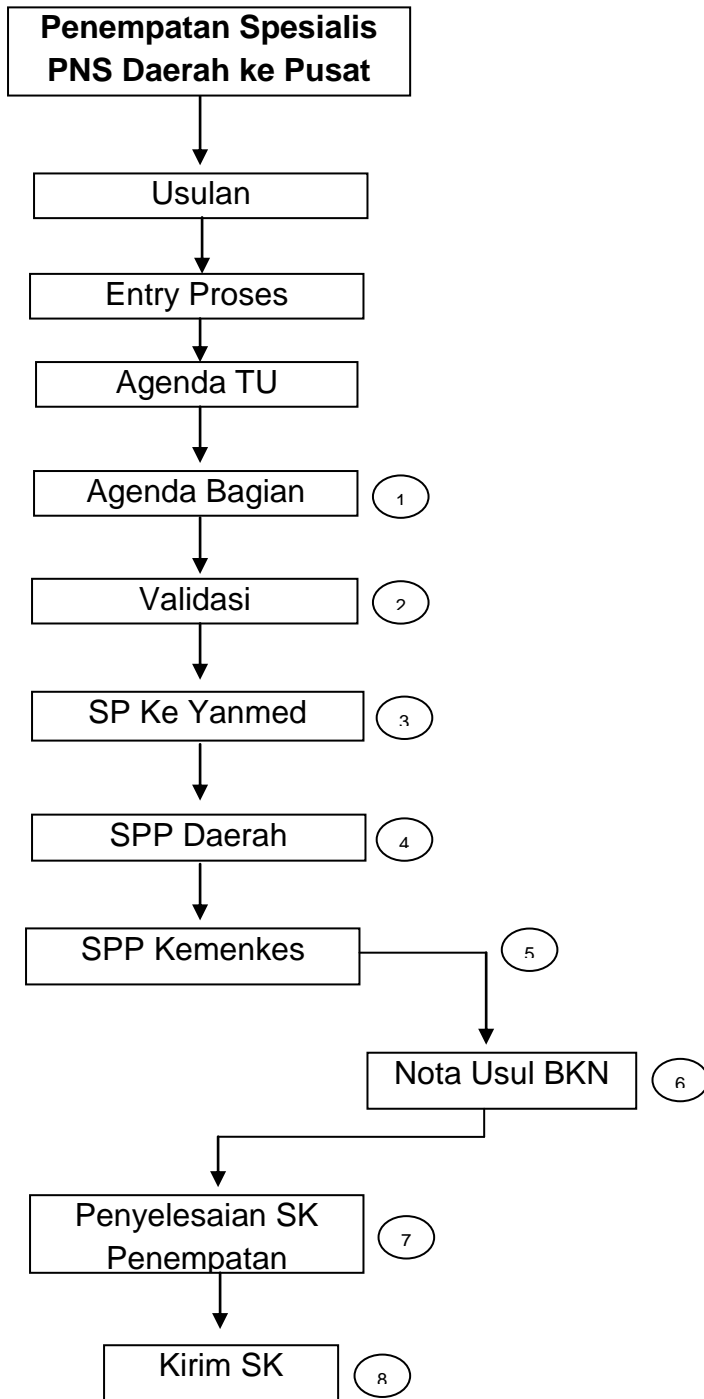 Penempatan Spesialis
PNS Daerah ke Pusat
Usulan
Entry Proses
Agenda TU
Agenda Bagian
1
Validasi
2
SP Ke Yanmed
3
SPP Daerah
4
SPP Kemenkes
5
Nota Usul BKN
6
Penyelesaian SK
Penempatan
7
Kirim SK
8